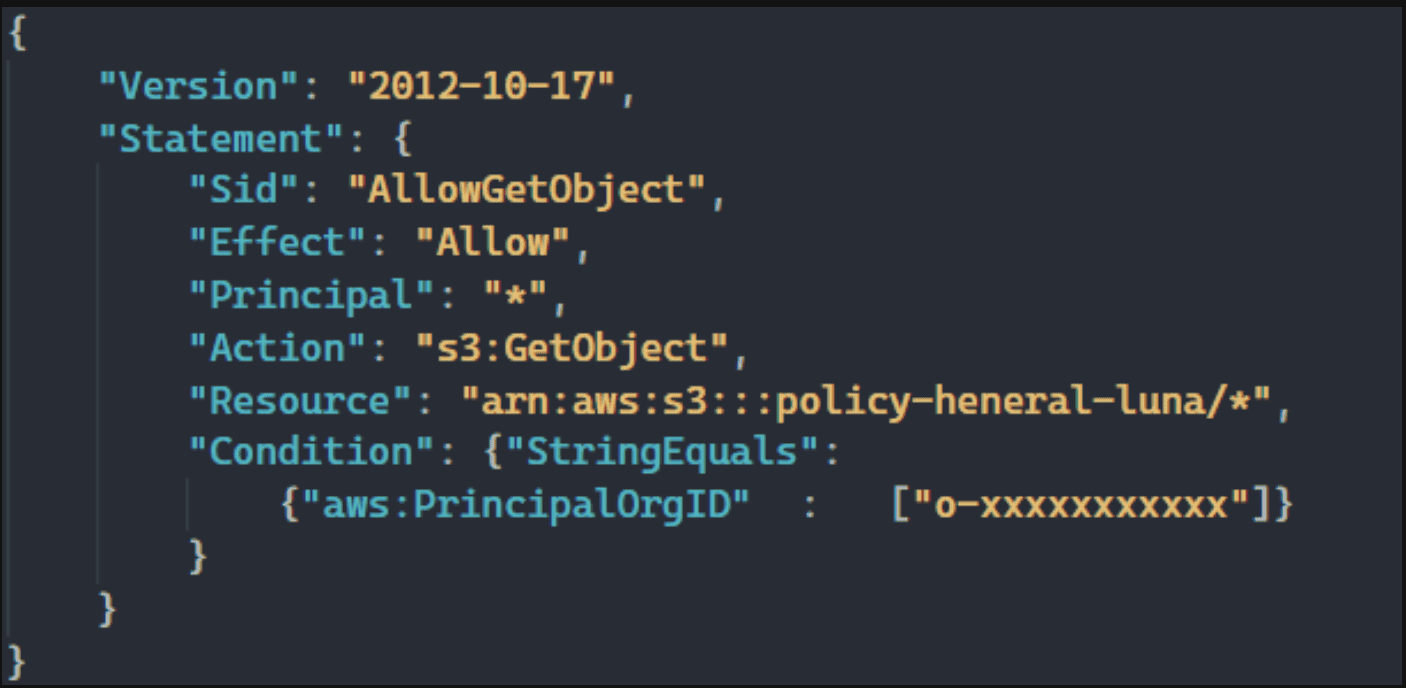 {
"Version": "2012-10-17",
"Statement": {
"Sid": "AllowGetObject",
"Effect": "Allow",
"Principal": "*",
"Action": "s3:GetObject",
"Resource": "arn:aws:s3:::policy-heneral-luna/*",
"Condition": {"StringEquals":
{"aws:PrincipalOrgID" : ["o-xxxxxxxxxxx"]}
}
}
}